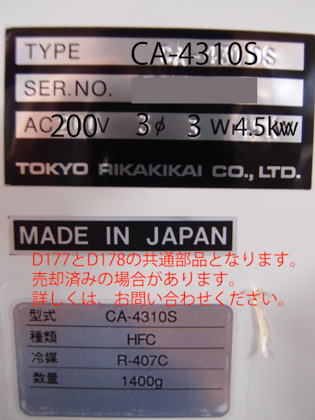 TYPE CA-4310S
SER.NO.
AC 200V 3φ 3W 4.5kw
TOKYO RIKAKIKAI CO., LTD.
MADE IN JAPAN
D177とD178の共通部品となります。
売却済みの場合があります。
詳しくは、お問い合わせください。
型式 CA-4310S
種類 HFC
冷媒 R-407C
数量 1400g